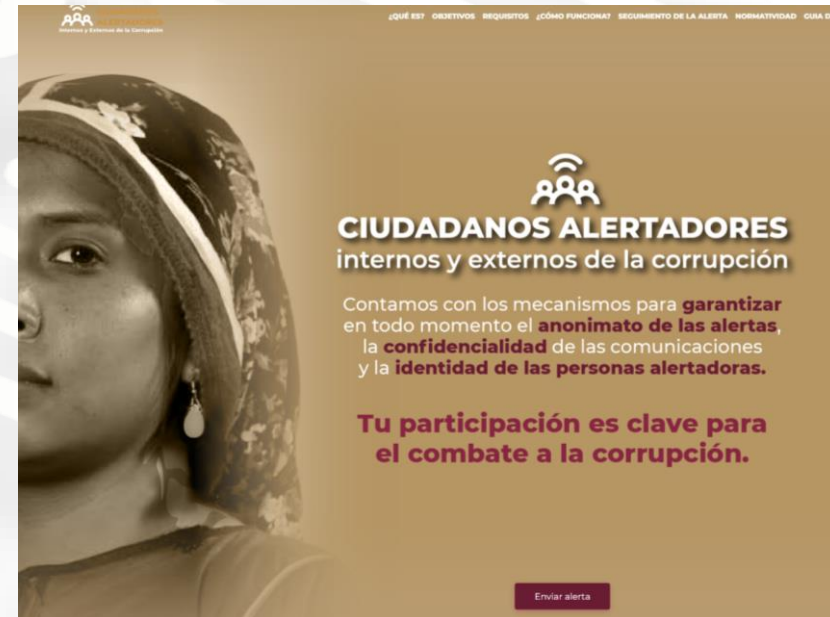 ALERTADORES
Internos y Externos de la Corrupción
¿QUÉ ES? OBJETIVOS REQUISITOS ¿CÓMO FUNCIONA? SEGUIMIENTO DE LA ALERTA NORMATIVIDAD GUIA D
CIUDADANOS ALERTADORES
internos y externos de la corrupción
Contamos con los mecanismos para garantizar
en todo momento el anonimato de las alertas,
la confidencialidad de las comunicaciones
y la identidad de las personas alertadoras.
Tu participación es clave para
el combate a la corrupción.
Enviar alerta